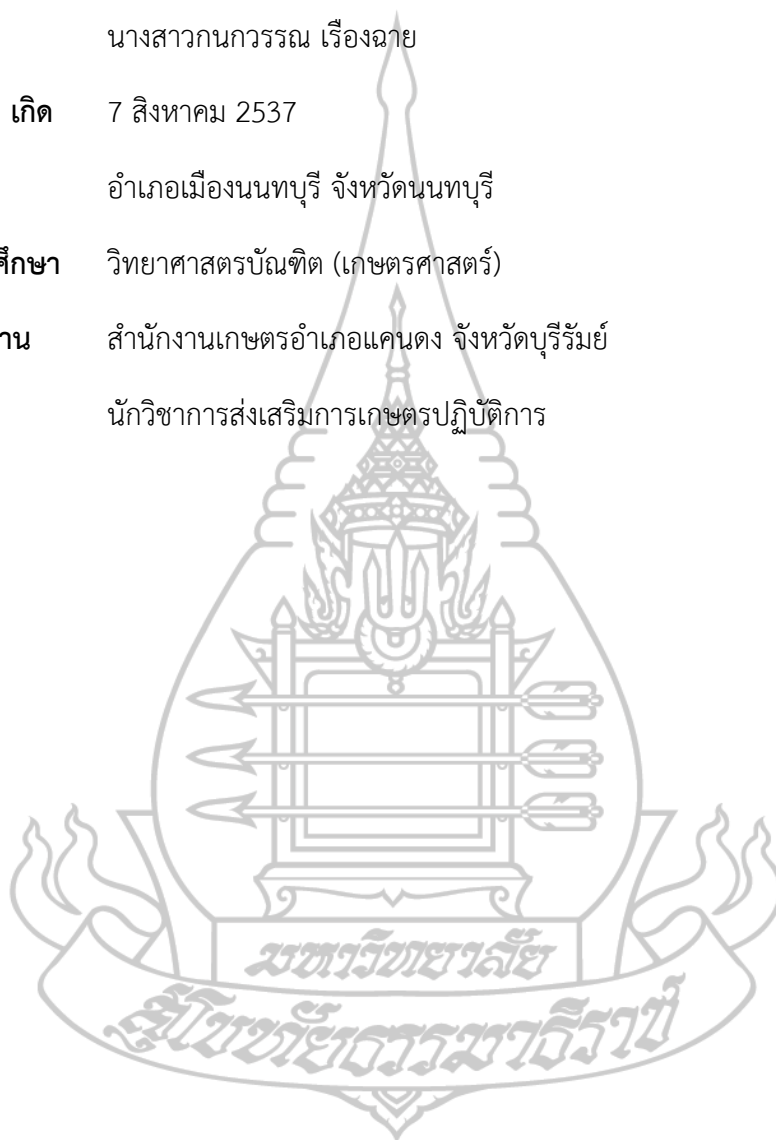 นางสาวกนกวรรณ เรืองฉาย
เกิด 7 สิงหาคม 2537
อำเภอเมืองนนทบุรี จังหวัดนนทบุรี
ศึกษา วิทยาศาสตรบัณฑิต (เกษตรศาสตร์)
าน สำนักงานเกษตรอำเภอแคนดง จังหวัดบุรีรัมย์
นักวิชาการส่งเสริมการเกษตรปฏิบัติการ
มหาวิทยาลัย
สุโขทัยธรรมาธิราช